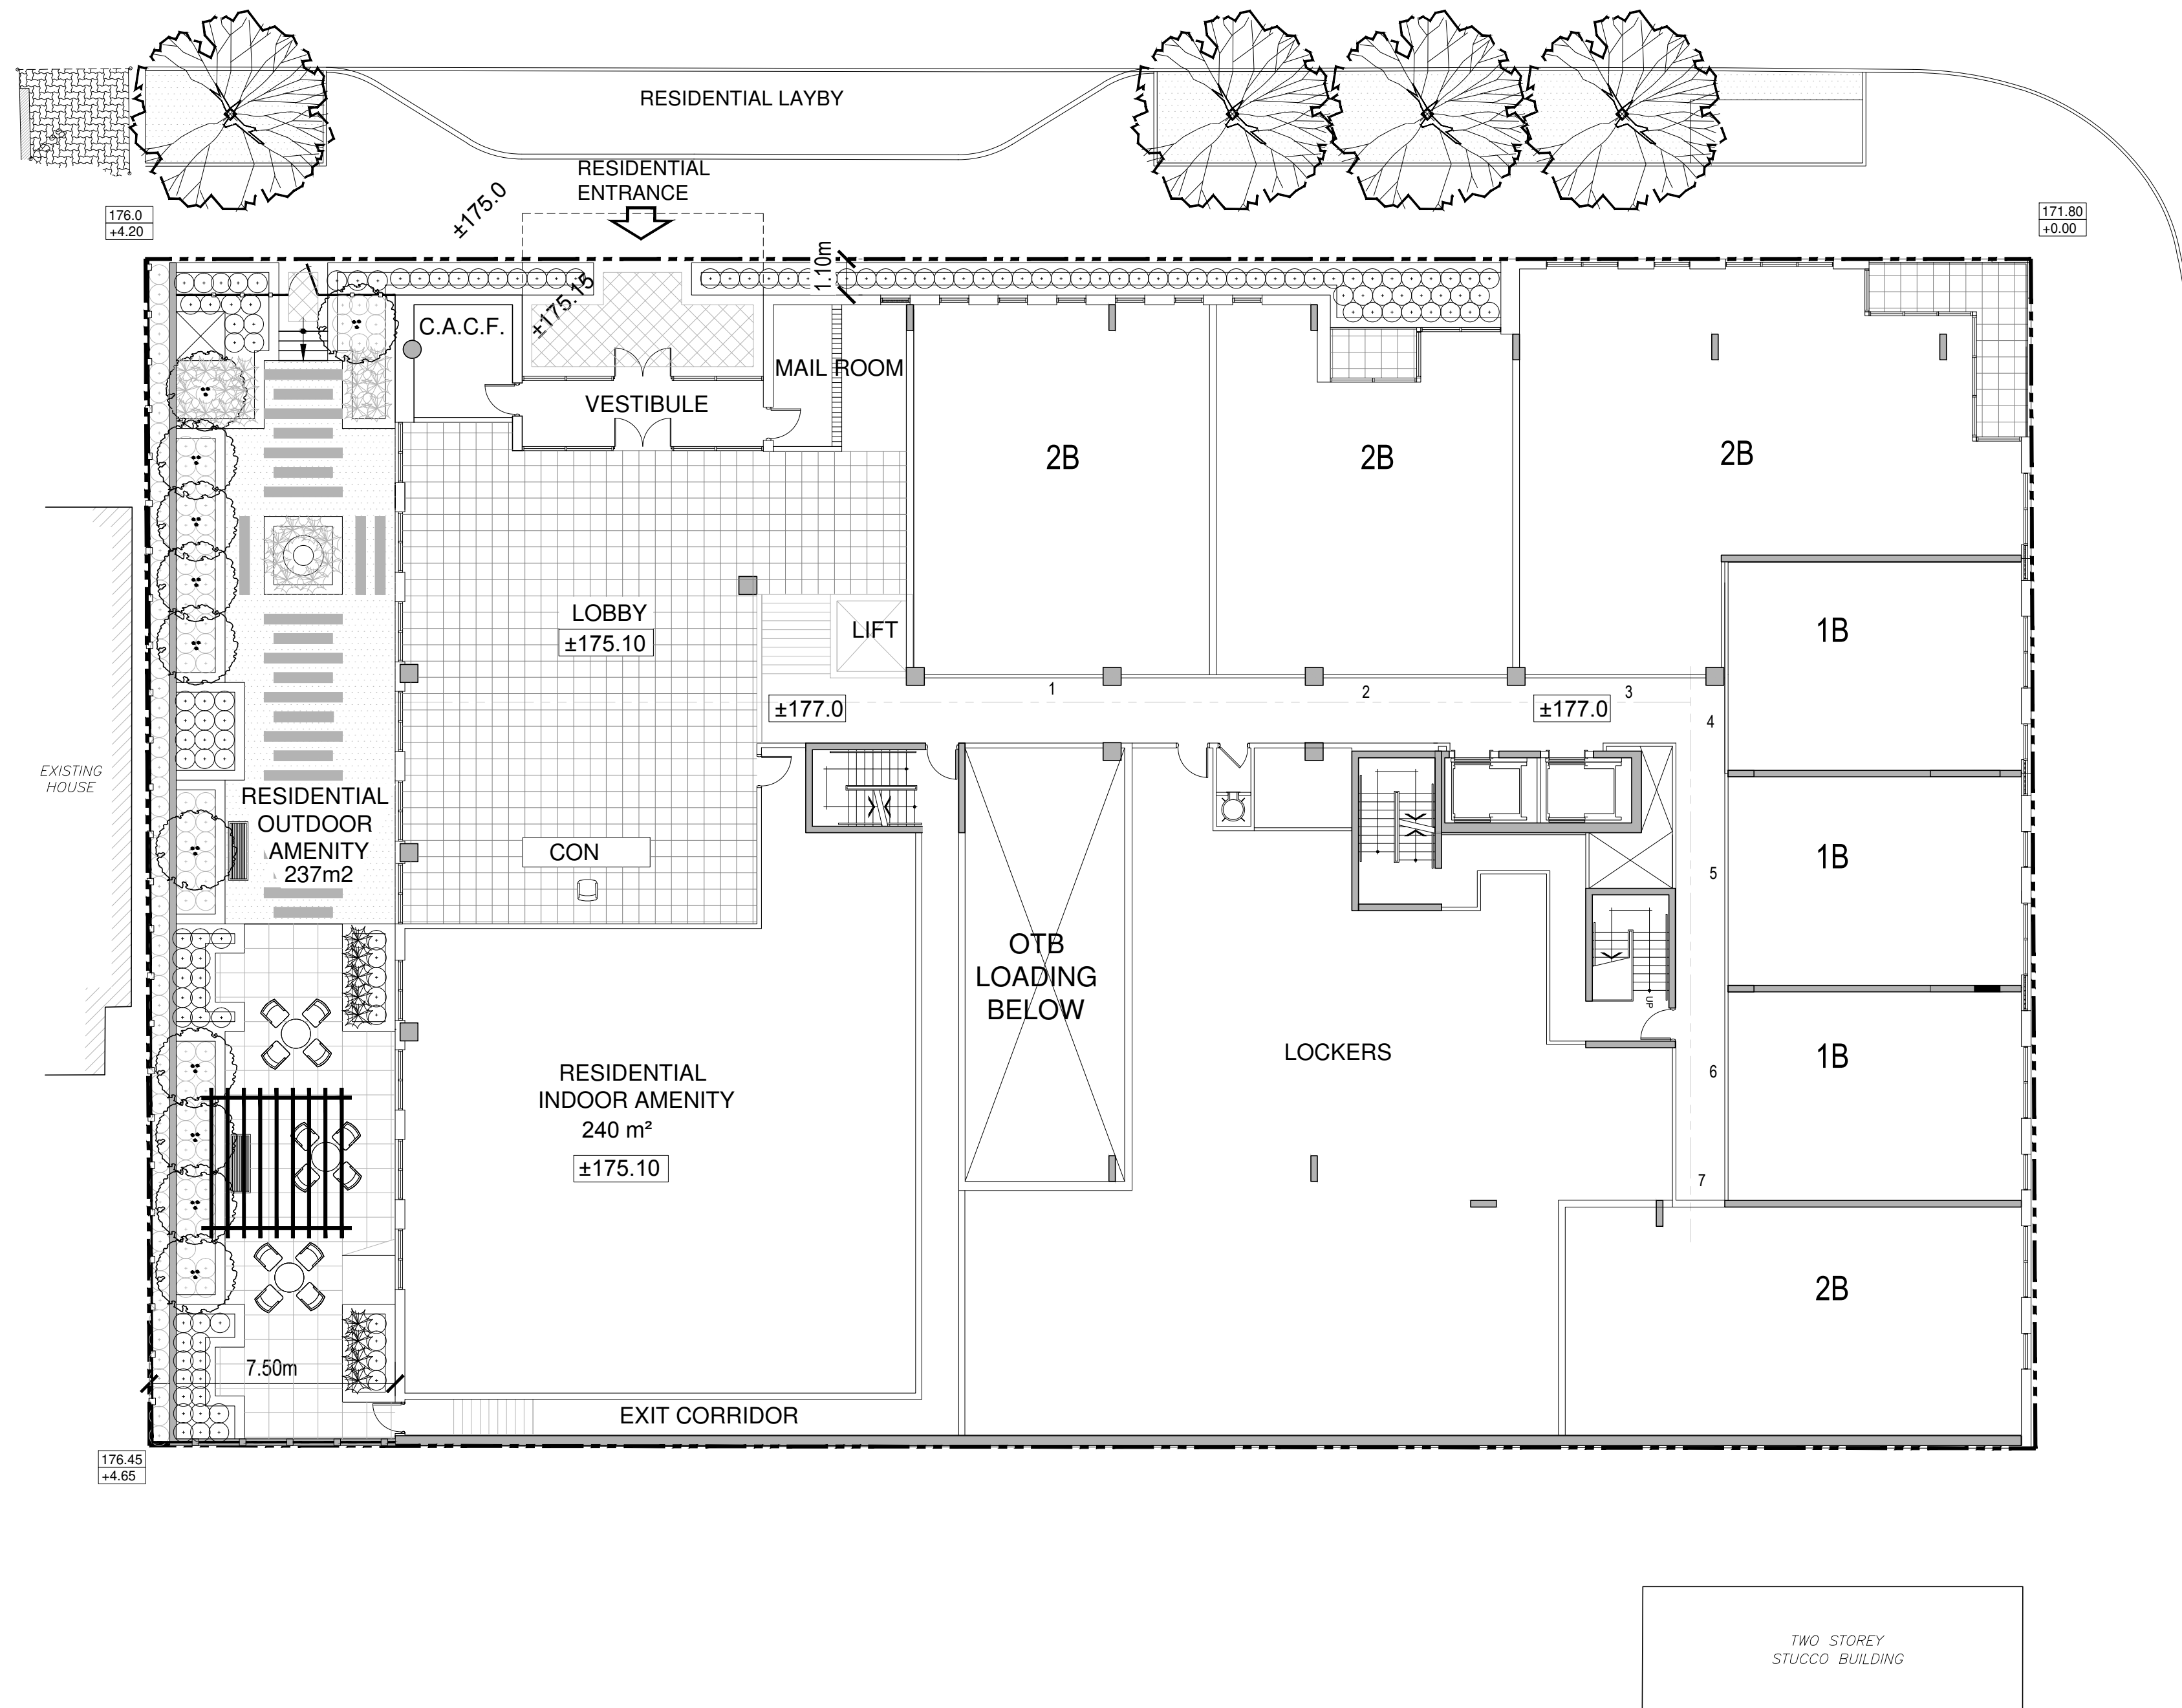 RESIDENTIAL LAYBY
RESIDENTIAL
ENTRANCE
±175.0
176.0
+4.20
171.80
+0.00
1.10m
±175.15
C.A.C.F.
MAIL ROOM
VESTIBULE
2B
2B
2B
LOBBY
±175.10
LIFT
1B
1
2
3
±177.0
±177.0
4
EXISTING
HOUSE
RESIDENTIAL
OUTDOOR
AMENITY
237m2
CON
1B
5
OTB
LOADING
BELOW
UP
LOCKERS
1B
6
RESIDENTIAL
INDOOR AMENITY
240 m²
±175.10
7
2B
7.50m
EXIT CORRIDOR
176.45
+4.65
TWO STOREY
STUCCO BUILDING